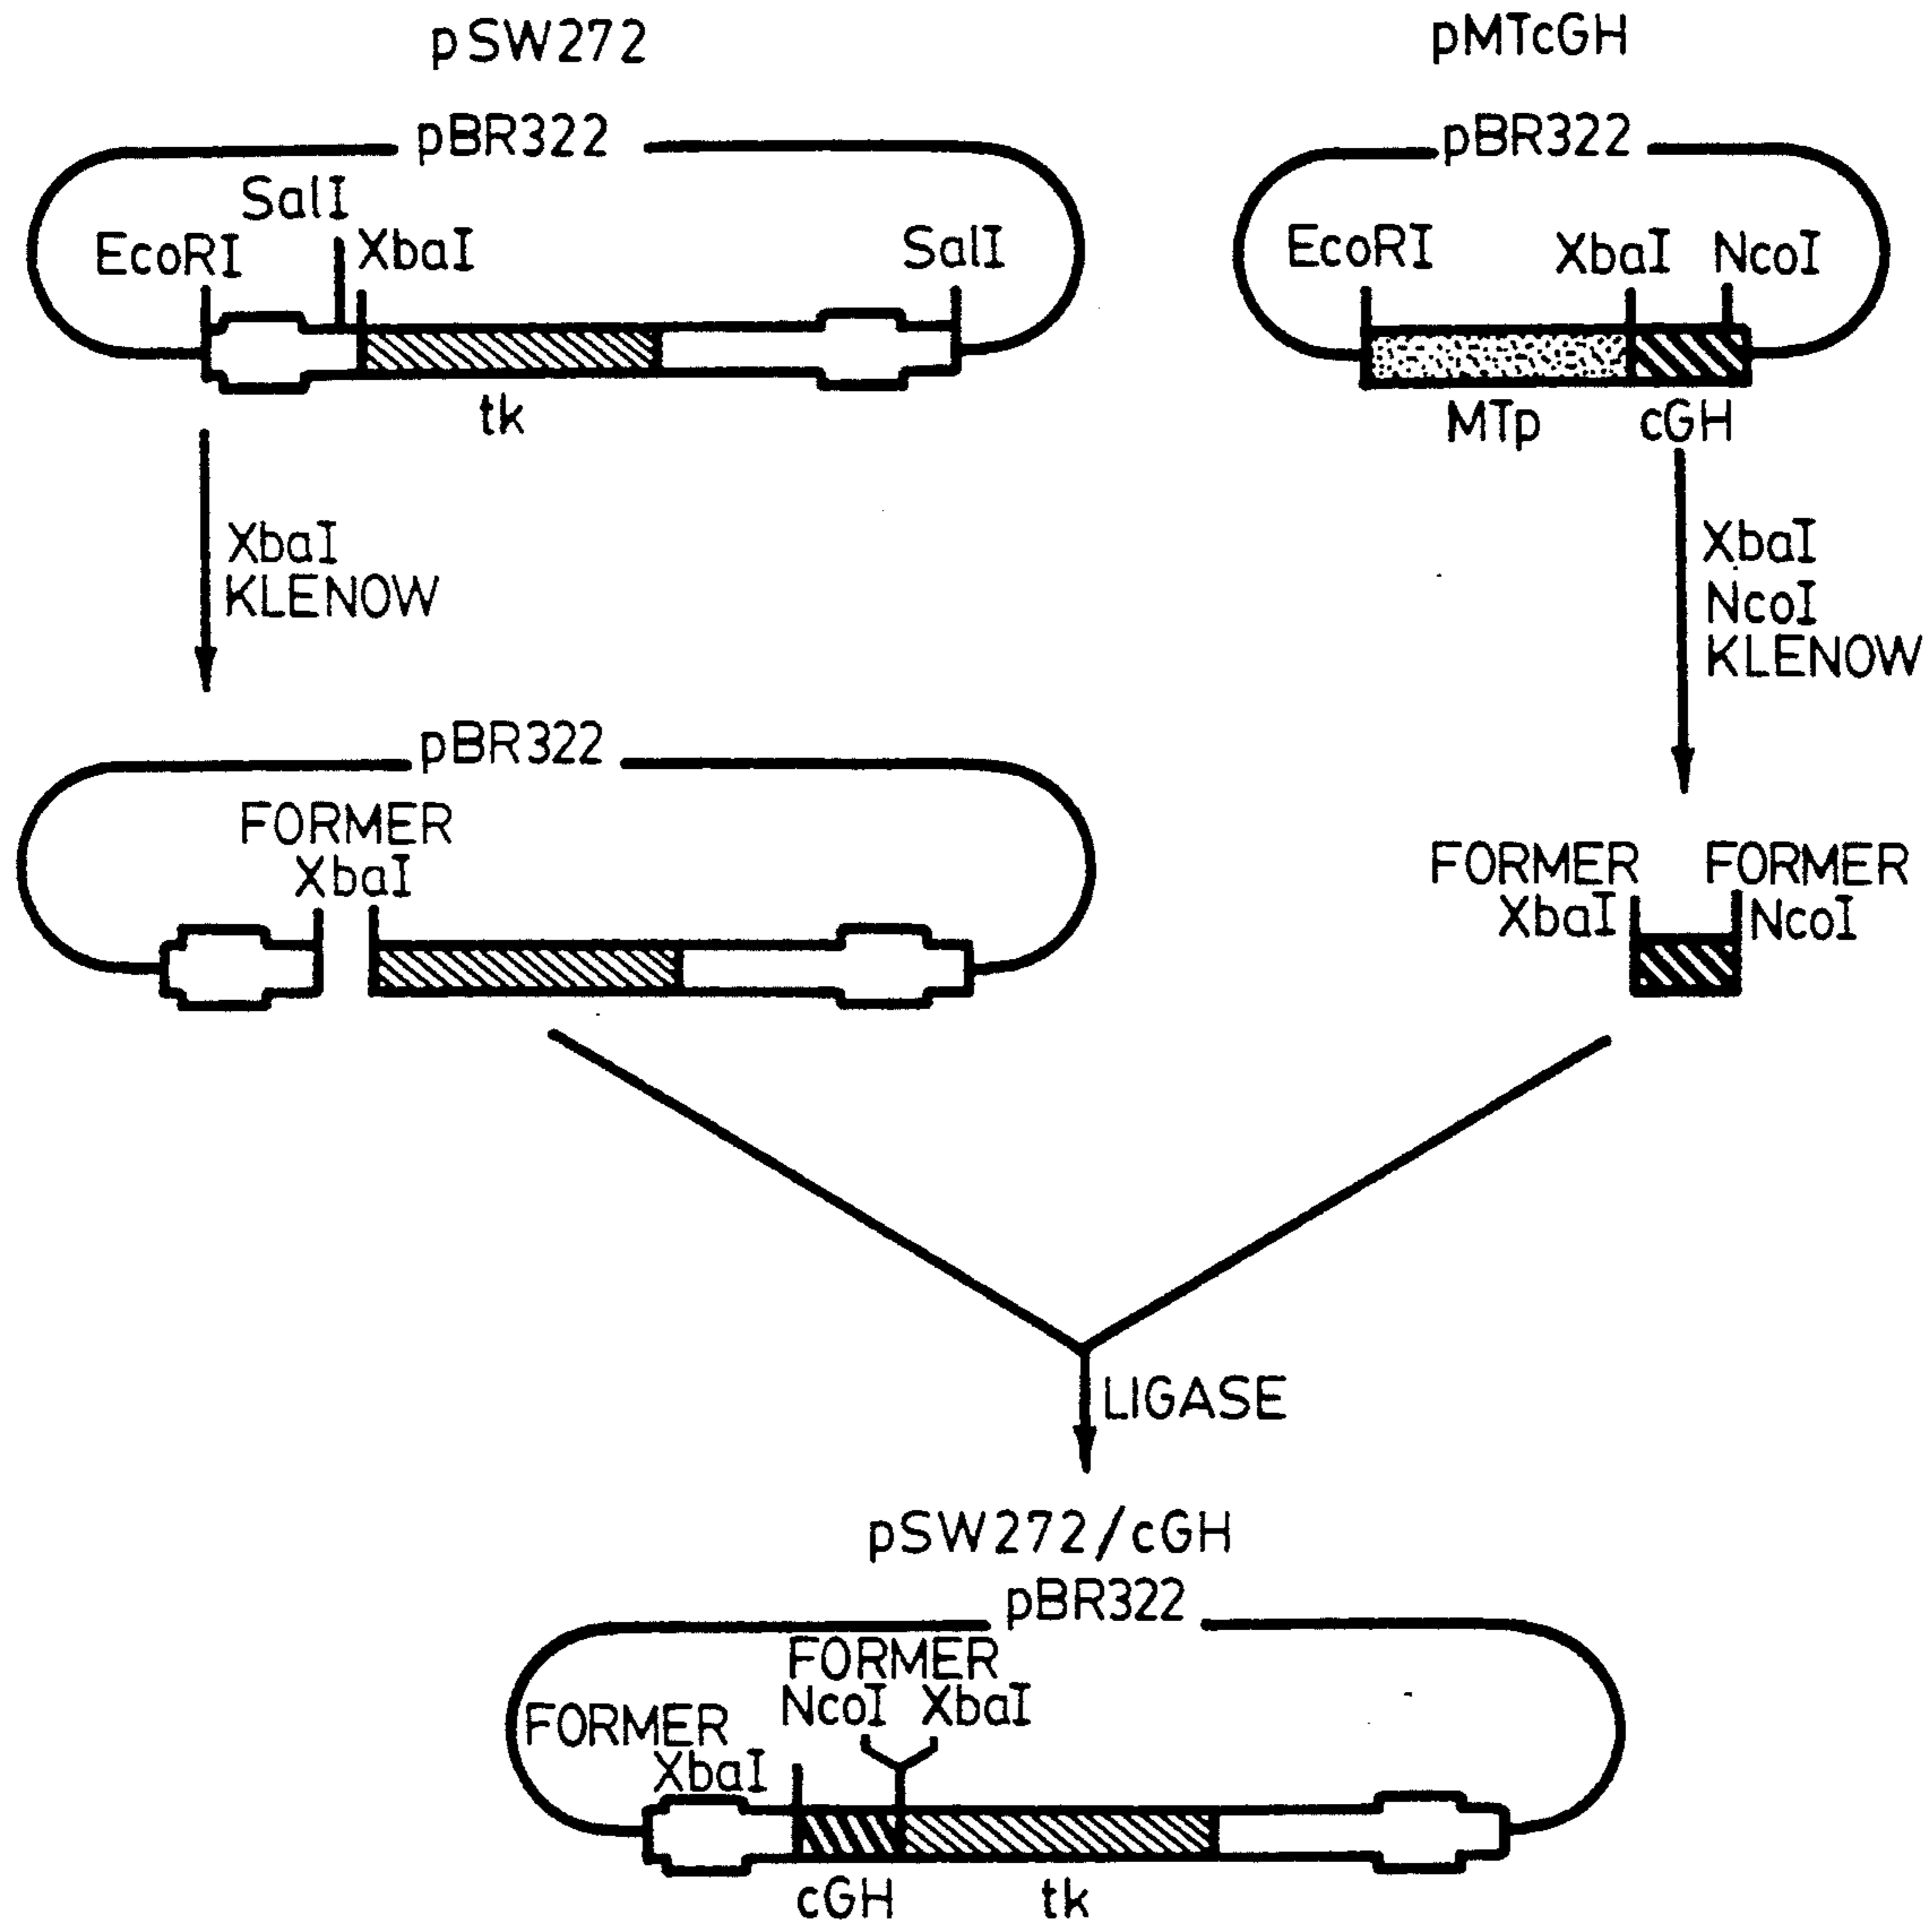 pSW272
pMTcGH
pBR322
pBR322
SalI
EcoRI
XbaI
SalI
EcoRI
XbaI
NcoI
tk
MTp
cGH
XbaI
KLENOW
XbaI
NcoI
KLENOW
pBR322
FORMER
XbaI
FORMER
XbaI
FORMER
NcoI
LIGASE
pSW272/cGH
pBR322
FORMER
NcoI XbaI
FORMER
XbaI
cGH
tk